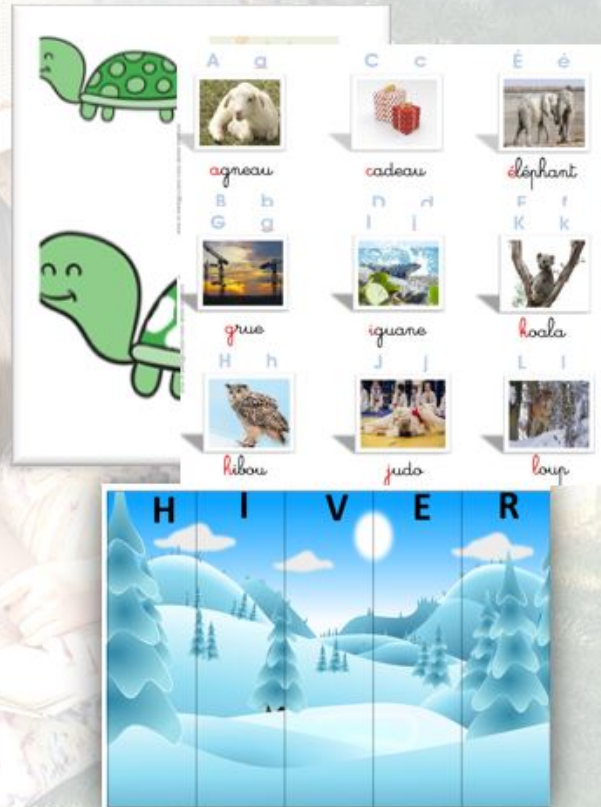 A a C c É é
agneau cadeau éléphant
B b D d F f
G g I i K k
grue iguane koala
H h J j L l
hibou judo loup
H I V E R